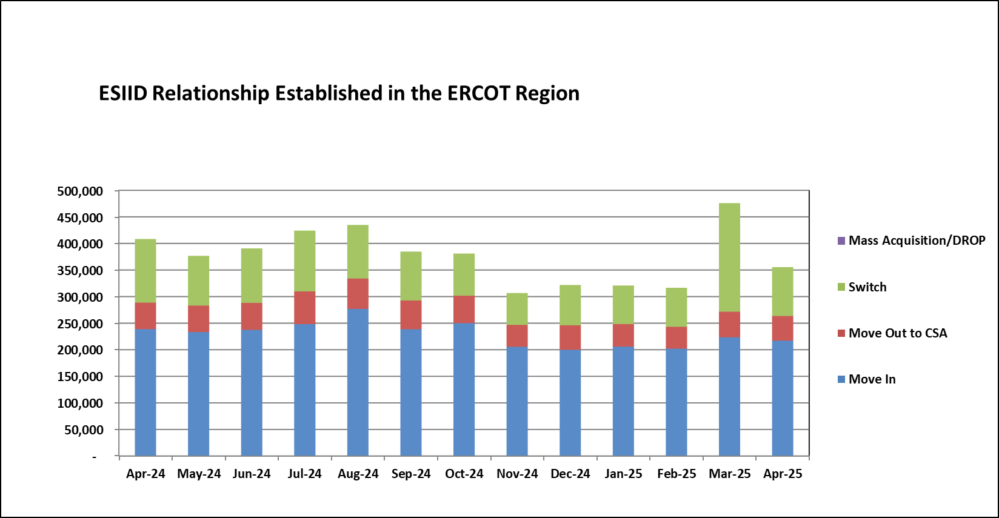 ESIID Relationship Established in the ERCOT Region
500,000
450,000
400,000
350,000
300,000
250,000
200,000
150,000
100,000
50,000
-
Apr-24 May-24 Jun-24 Jul-24 Aug-24 Sep-24 Oct-24 Nov-24 Dec-24 Jan-25 Feb-25 Mar-25 Apr-25
Mass Acquisition/DROP
Switch
Move Out to CSA
Move In